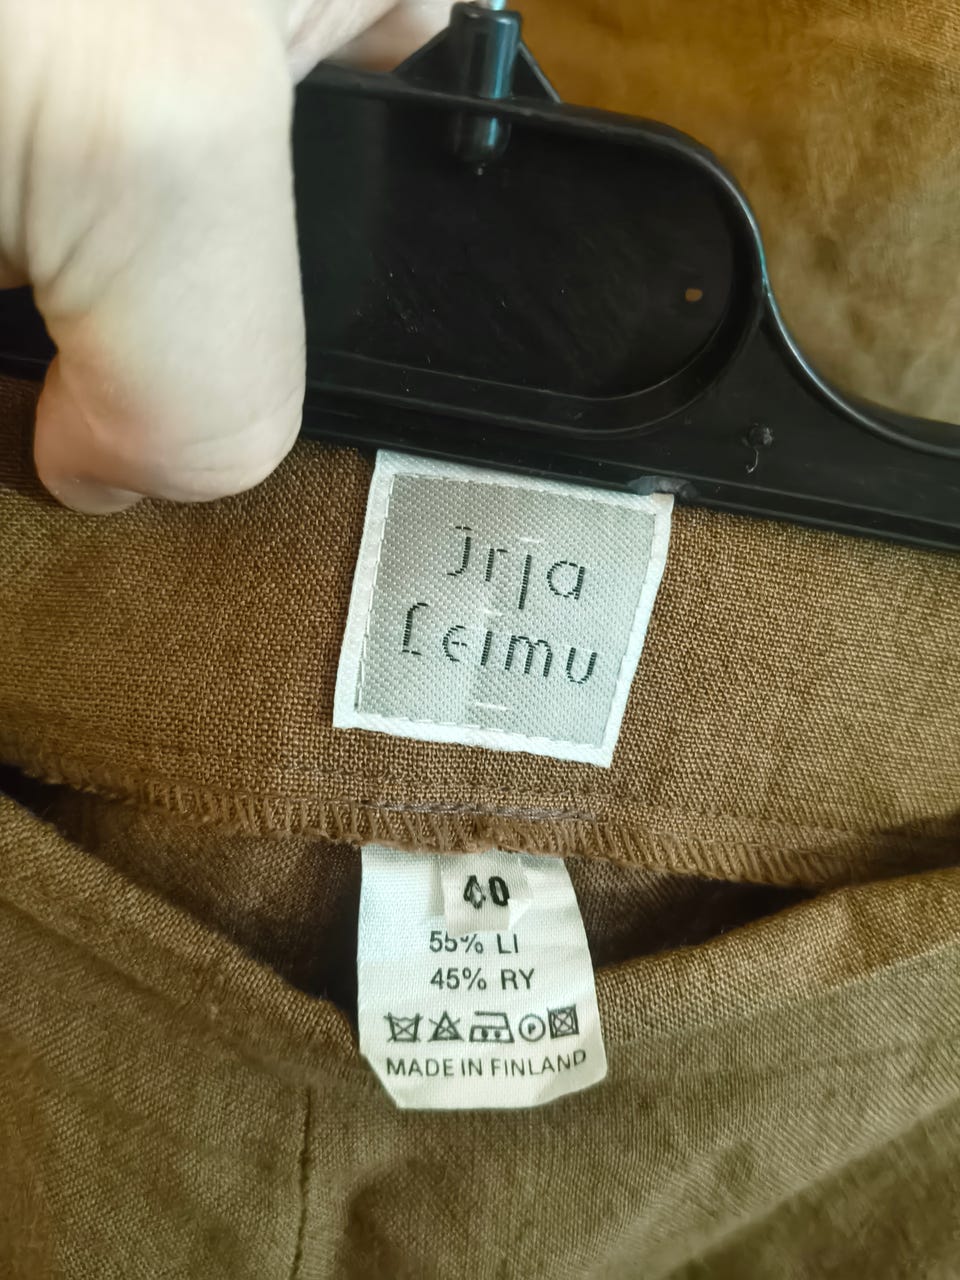 Irja
Leimu
40
55% LI
45% RY
P
MADE IN FINLAND